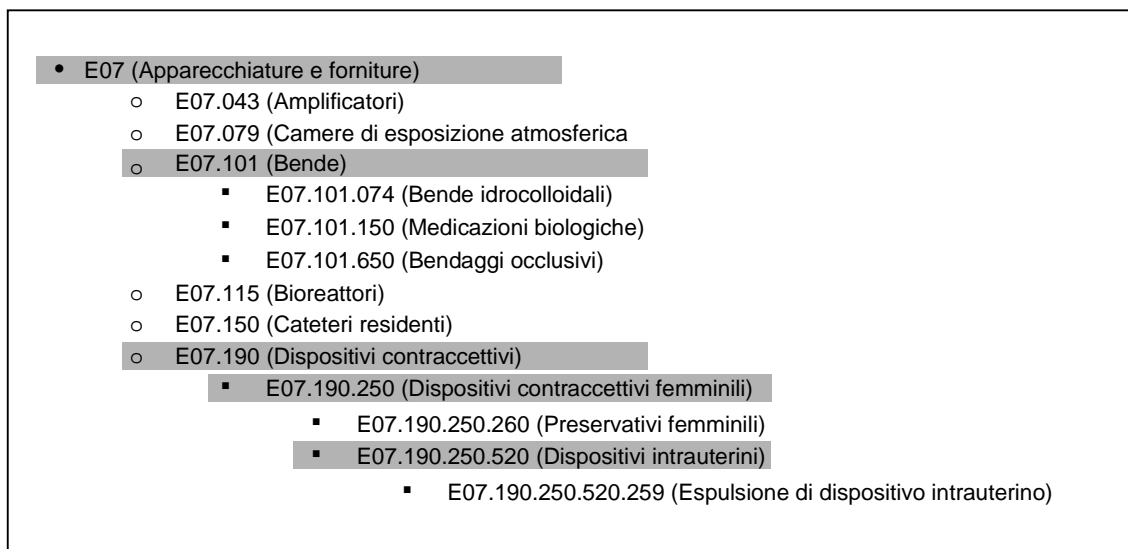 • E07 (Apparecchiature e forniture)
o E07.043 (Amplificatori)
o E07.079 (Camere di esposizione atmosferica
o E07.101 (Bende)
▪ E07.101.074 (Bende idrocolloidali)
▪ E07.101.150 (Medicazioni biologiche)
▪ E07.101.650 (Bendaggi occlusivi)
o E07.115 (Bioreattori)
o E07.150 (Cateteri residenti)
o E07.190 (Dispositivi contraccettivi)
▪ E07.190.250 (Dispositivi contraccettivi femminili)
▪ E07.190.250.260 (Preservativi femminili)
▪ E07.190.250.520 (Dispositivi intrauterini)
▪ E07.190.250.520.259 (Espulsione di dispositivo intrauterino)